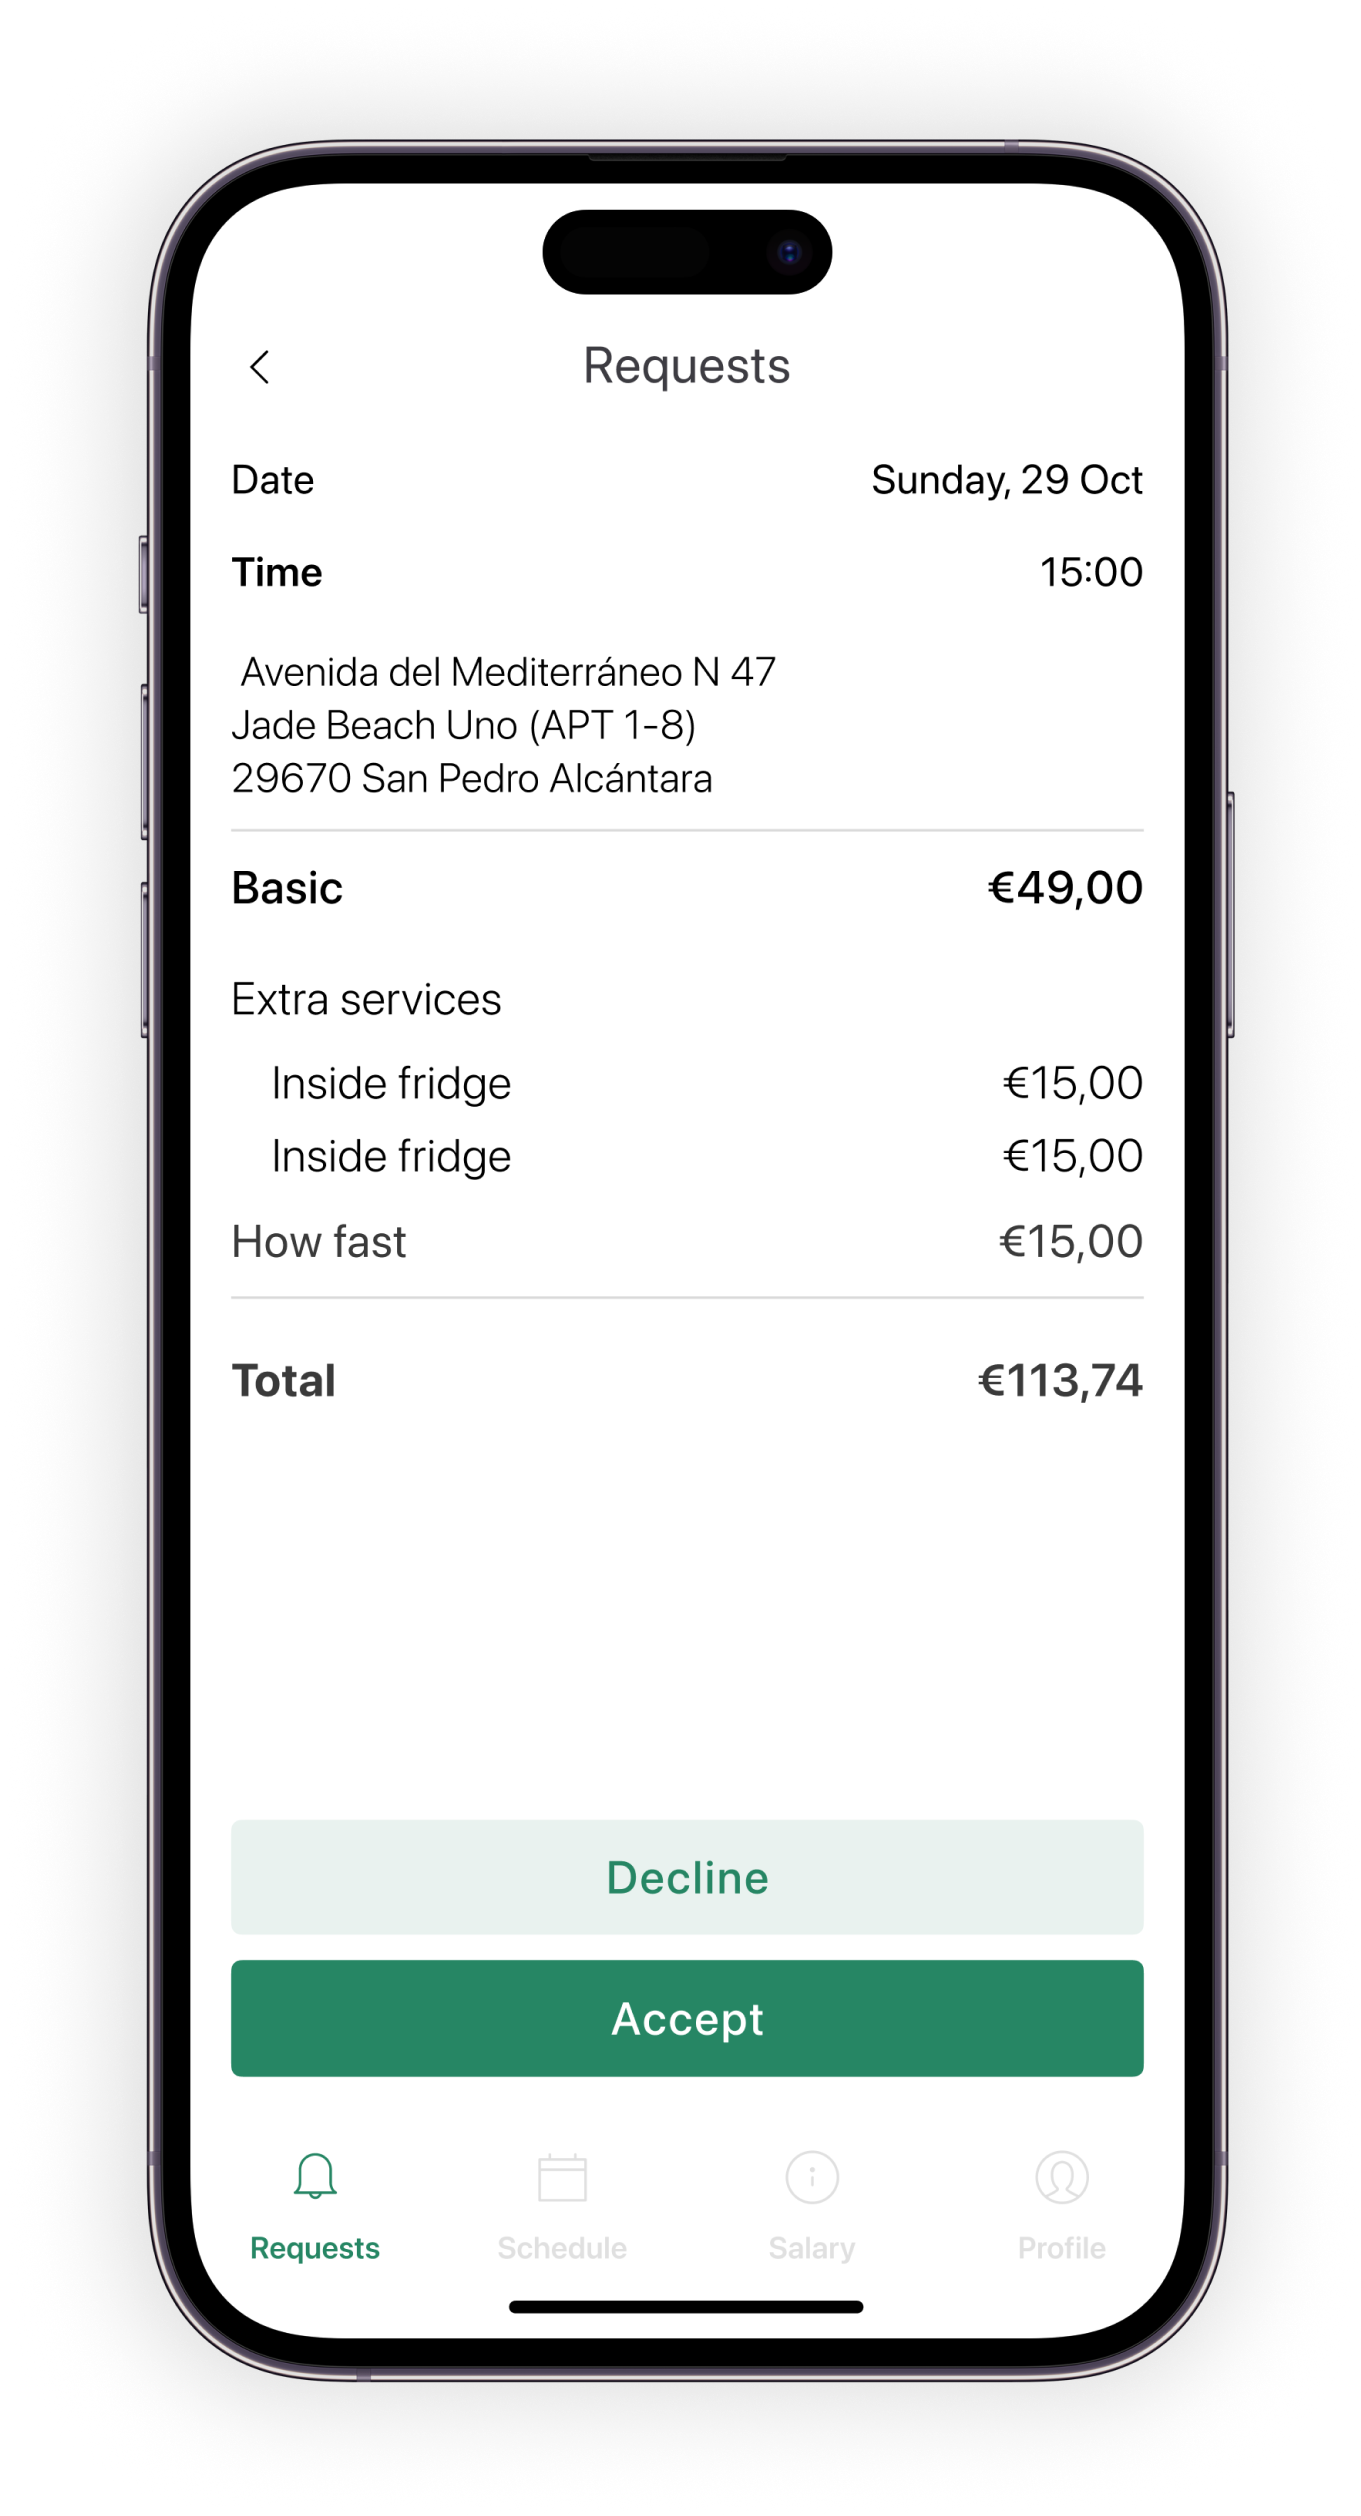 Requests
Date Sunday, 29 Oct
Time 15:00
Avenida del Mediterráneo N 47
Jade Beach Uno (APT 1-8)
29670 San Pedro Alcántara
Basic €49,00
Extra services
Inside fridge €15,00
Inside fridge €15,00
How fast €15,00
Total €113,74
Decline
Accept
Requests Schedule Salary Profile